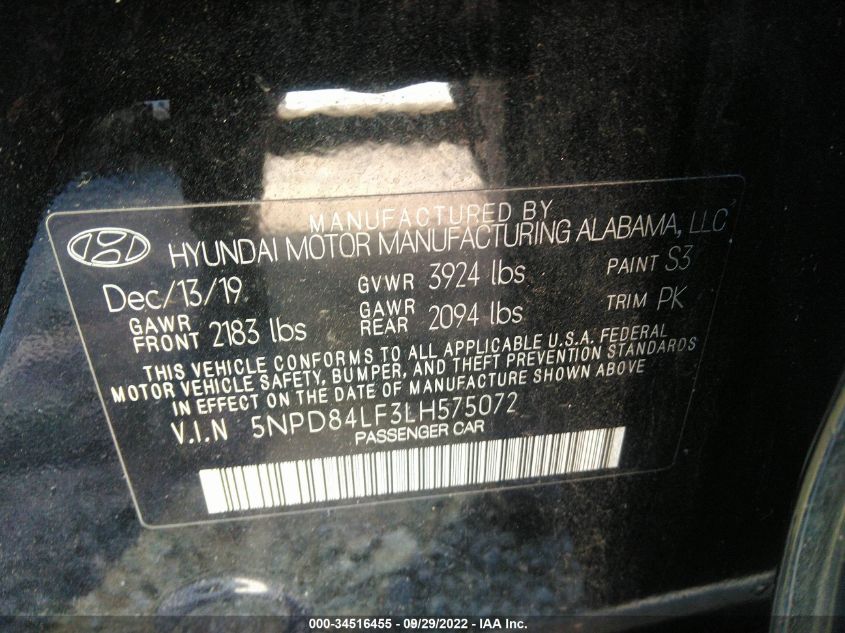 MANUFACTURED BY
HYUNDAI MOTOR MANUFACTURING ALABAMA, LLC
Dec/13/19 GVWR 3924 lbs PAINT S3
GAWR FRONT 2183 lbs GAWR REAR 2094 lbs TRIM PK
THIS VEHICLE CONFORMS TO ALL APPLICABLE U.S.A. FEDERAL
MOTOR VEHICLE SAFETY, BUMPER, AND THEFT PREVENTION STANDARDS
IN EFFECT ON THE DATE OF MANUFACTURE SHOWN ABOVE
V.I.N 5NPD84LF3LH575072
PASSENGER CAR
000-34516455 - 09/29/2022 - IAA Inc.